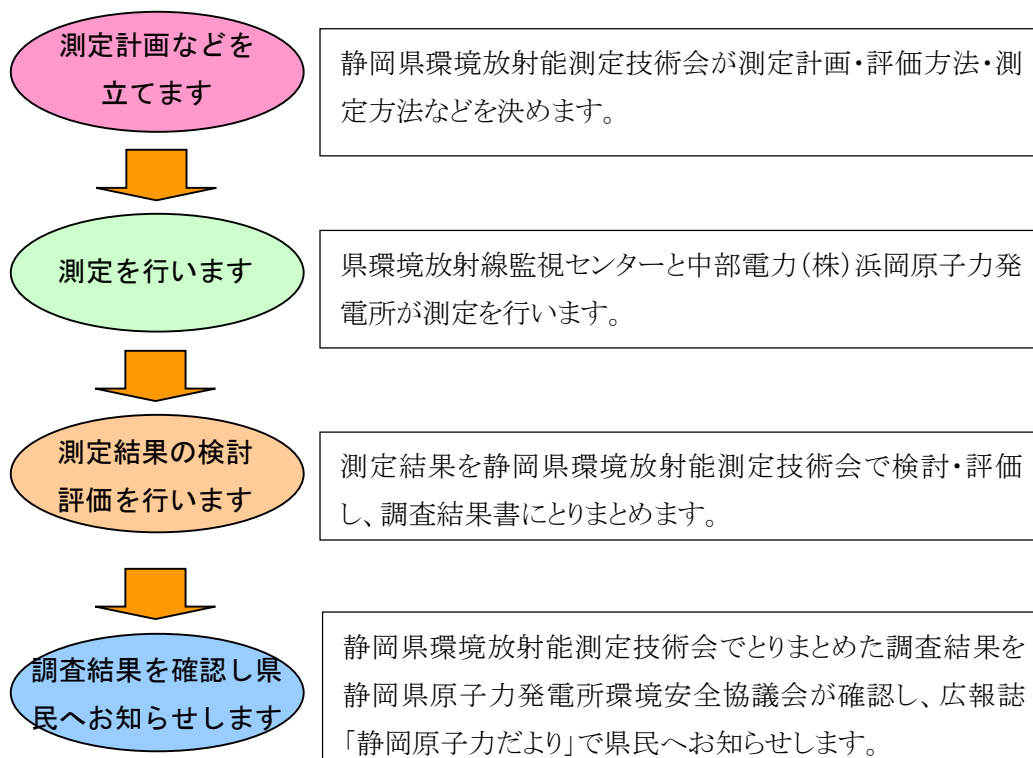 測定計画などを
立てます
静岡県環境放射能測定技術会が測定計画・評価方法・測
定方法などを決めます。
測定を行います
県環境放射線監視センターと中部電力(株)浜岡原子力発
電所が測定を行います。
測定結果の検討
評価を行います
測定結果を静岡県環境放射能測定技術会で検討・評価
し、調査結果書にとりまとめます。
調査結果を確認し県
民へお知らせします
静岡県環境放射能測定技術会でとりまとめた調査結果を
静岡県原子力発電所環境安全協議会が確認し、広報誌
「静岡原子力だより」で県民へお知らせします。